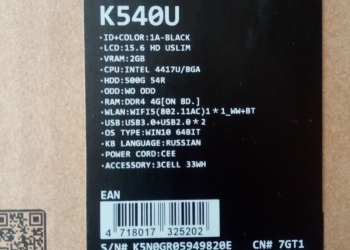 K540U
·ID+COLOR:1A-BLACK
·LCD:15.6 HD USLIM
·VRAM:2GB
·CPU:INTEL 4417U/BGA
·HDD:500G 54R
·ODD:WO ODD
·RAM:DDR4 4G[ON BD.]
·WLAN:WIFI5(802.11AC)1*1_WW+BT
·USB:USB3.0+USB2.0*2
·OS TYPE:WIN10 64BIT
·KB LANGUAGE:RUSSIAN
·POWER CORD:CEE
·ACCESSORY:3CELL 33WH
EAN
4 718017 325202
S/N# K5N0GR05949820E CN# 7GT1